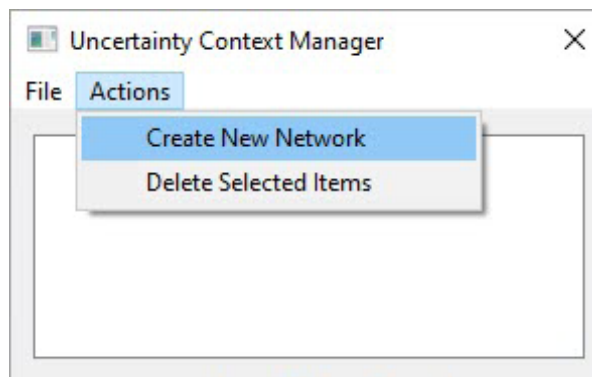 Uncertainty Context Manager
File Actions
Create New Network
Delete Selected Items